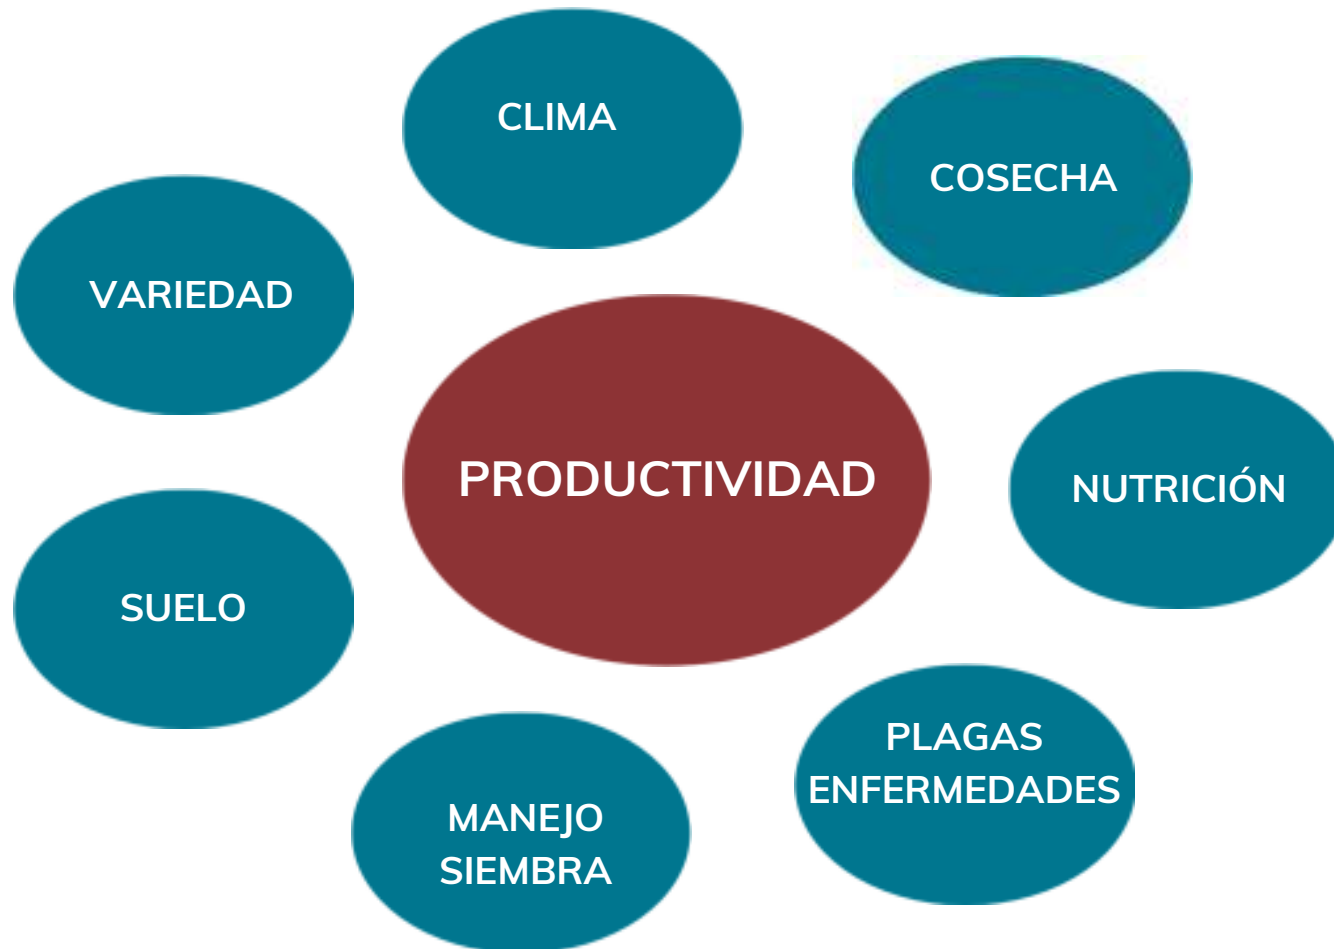 CLIMA
COSECHA
VARIEDAD
PRODUCTIVIDAD
NUTRICIÓN
SUELO
PLAGAS
ENFERMEDADES
MANEJO
SIEMBRA